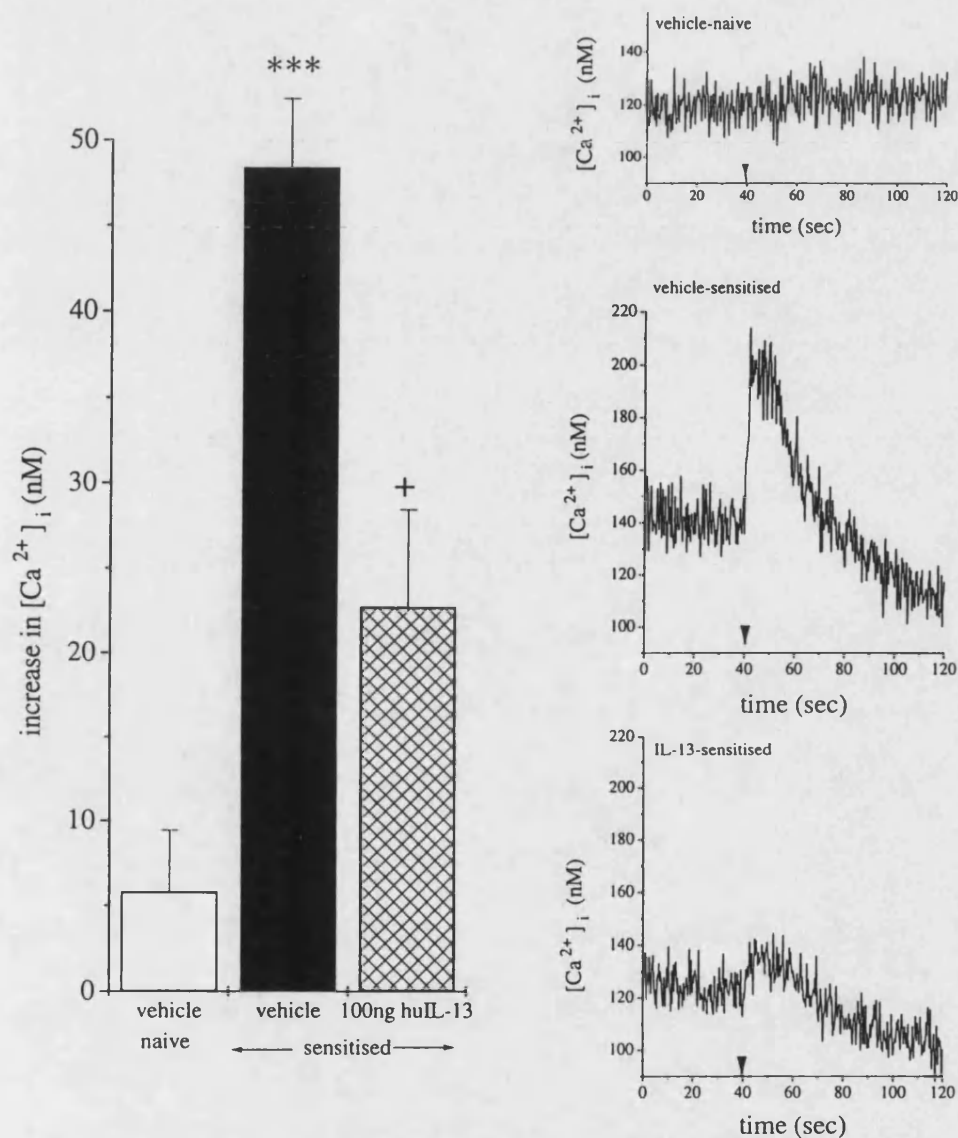 ***
50
40
30
20
10
0
+
increase in [Ca 2+ ] i (nM)
vehicle naive
vehicle
100ng huIL-13
sensitised
vehicle-naive
140
120
100
[Ca 2+ ] i (nM)
0 20 40 60 80 100 120
time (sec)
vehicle-sensitised
220
200
180
160
140
120
100
[Ca 2+ ] i (nM)
0 20 40 60 80 100 120
time (sec)
IL-13-sensitised
220
200
180
160
140
120
100
[Ca 2+ ] i (nM)
0 20 40 60 80 100 120
time (sec)